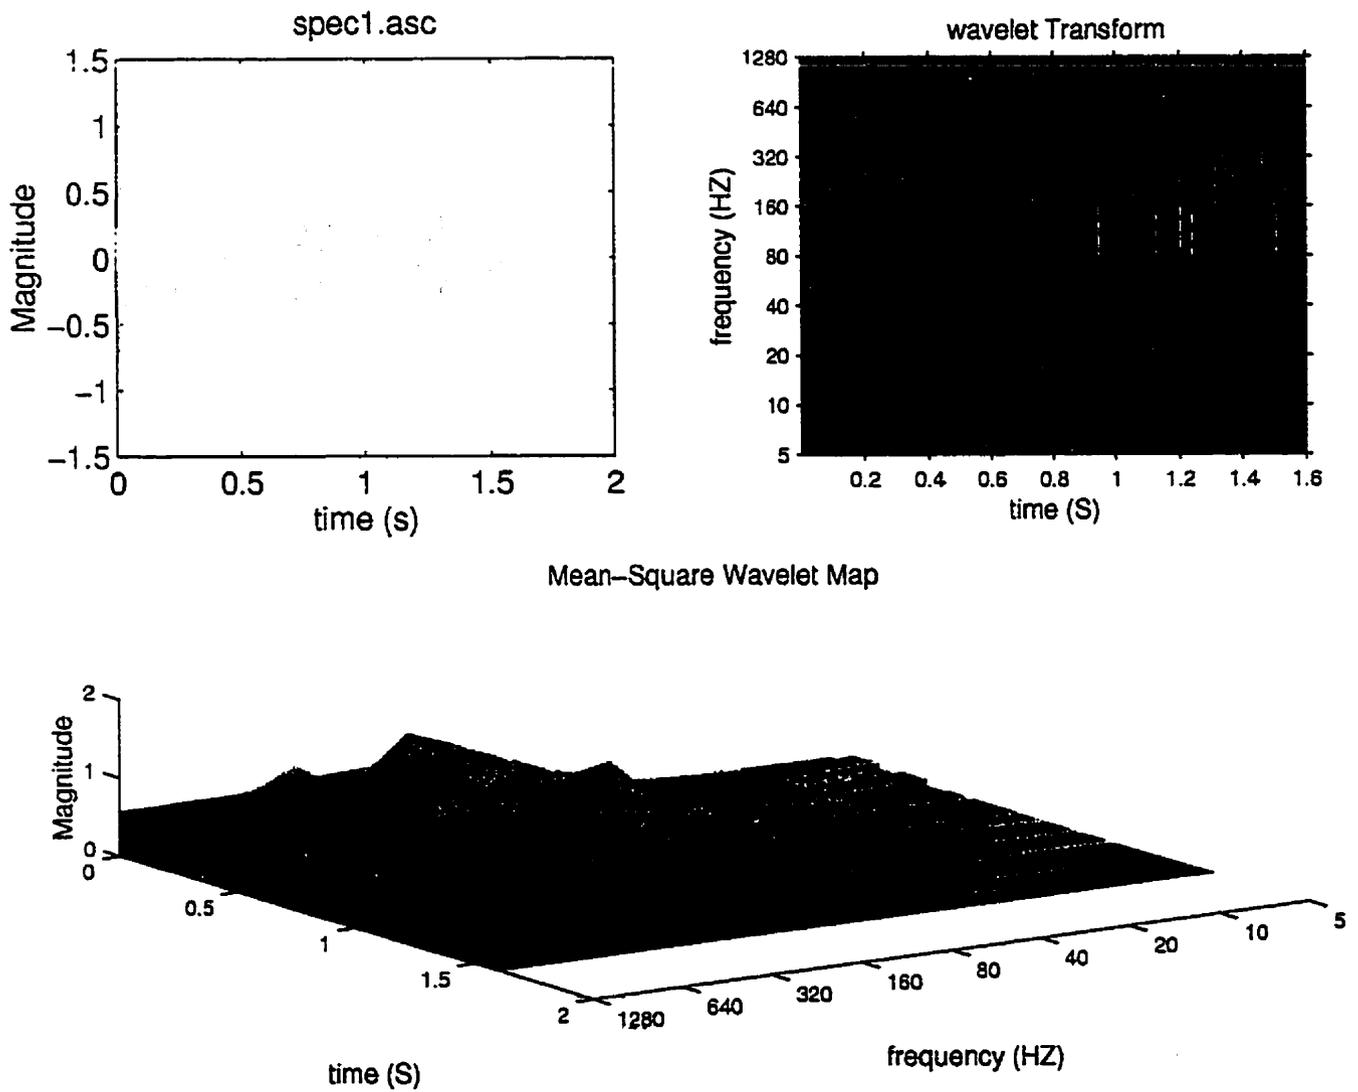 spec1.asc
1.5
1
0.5
0
−0.5
−1
−1.5
Magnitude
0 0.5 1 1.5 2
time (s)
wavelet Transform
1280
640
320
160
80
40
20
10
5
frequency (HZ)
0.2 0.4 0.6 0.8 1 1.2 1.4 1.6
time (S)
Mean−Square Wavelet Map
2
1
0
Magnitude
0
0.5
1
1.5
2
time (S)
1280
640
320
160
80
40
20
10
5
frequency (HZ)